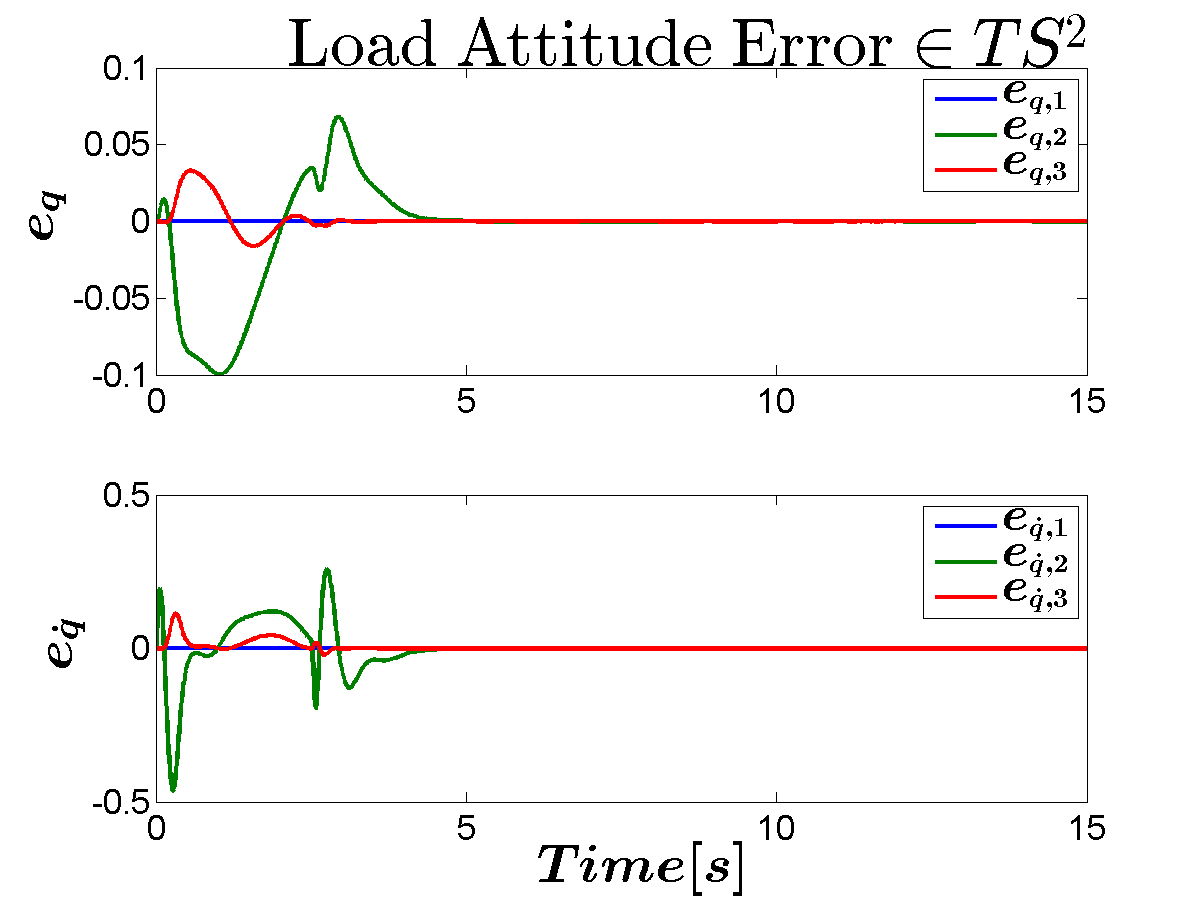 Load Attitude Error ∈ TS²
0.1
0.05
0
-0.05
-0.1
e_q
e_{q,1}
e_{q,2}
e_{q,3}
0 5 10 15
0.5
0
-0.5
e_{q̇}
e_{q̇,1}
e_{q̇,2}
e_{q̇,3}
0 5 10 15
Time[s]